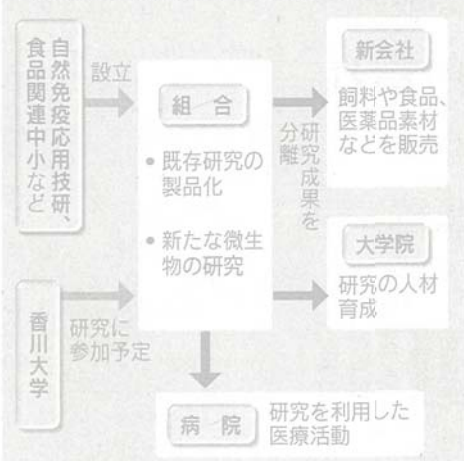 自然免疫応用技研、
食品関連中小など
設立
組合
• 既存研究の
製品化
• 新たな微生
物の研究
研究成果を
分離
新会社
飼料や食品、
医薬品素材
などを販売
大学院
研究の人材
育成
香川大学
研究に
参加予定
病院
研究を利用した
医療活動